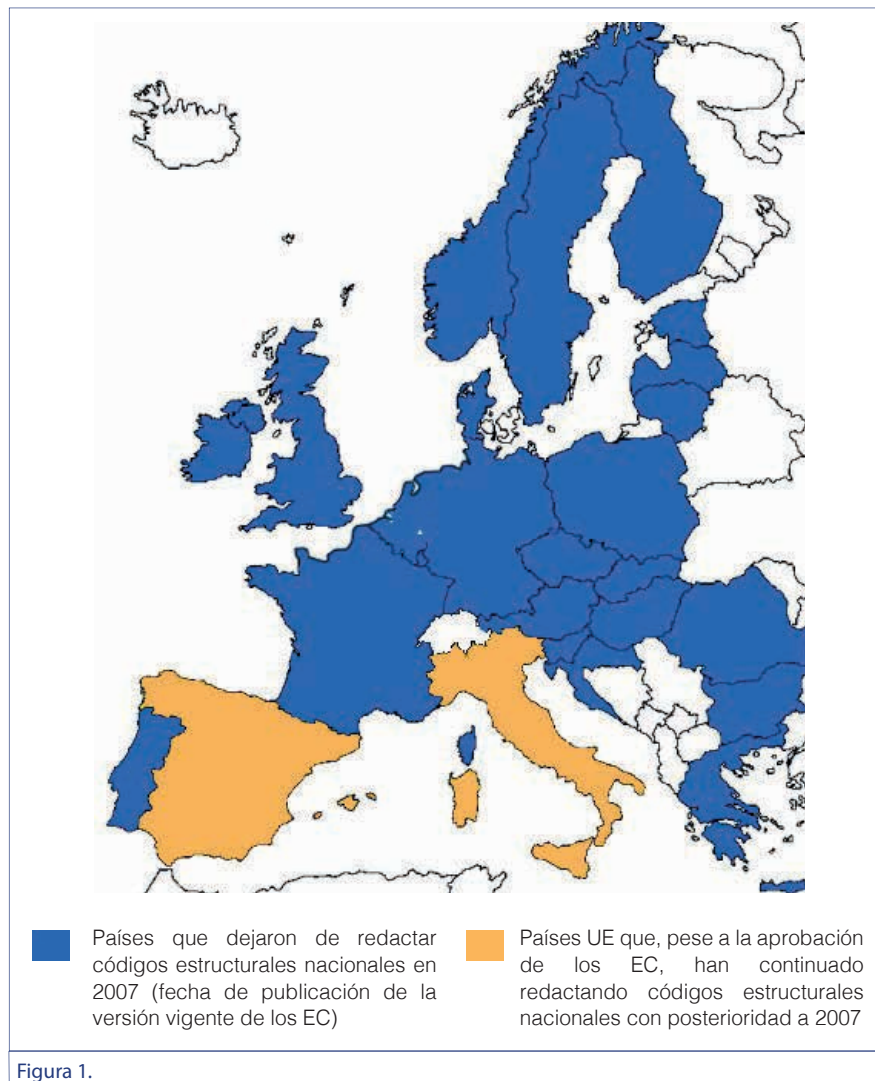 Países que dejaron de redactar
códigos estructurales nacionales en
2007 (fecha de publicación de la
versión vigente de los EC)
Países UE que, pese a la aprobación
de los EC, han continuado
redactando códigos estructurales
nacionales con posterioridad a 2007
Figura 1.